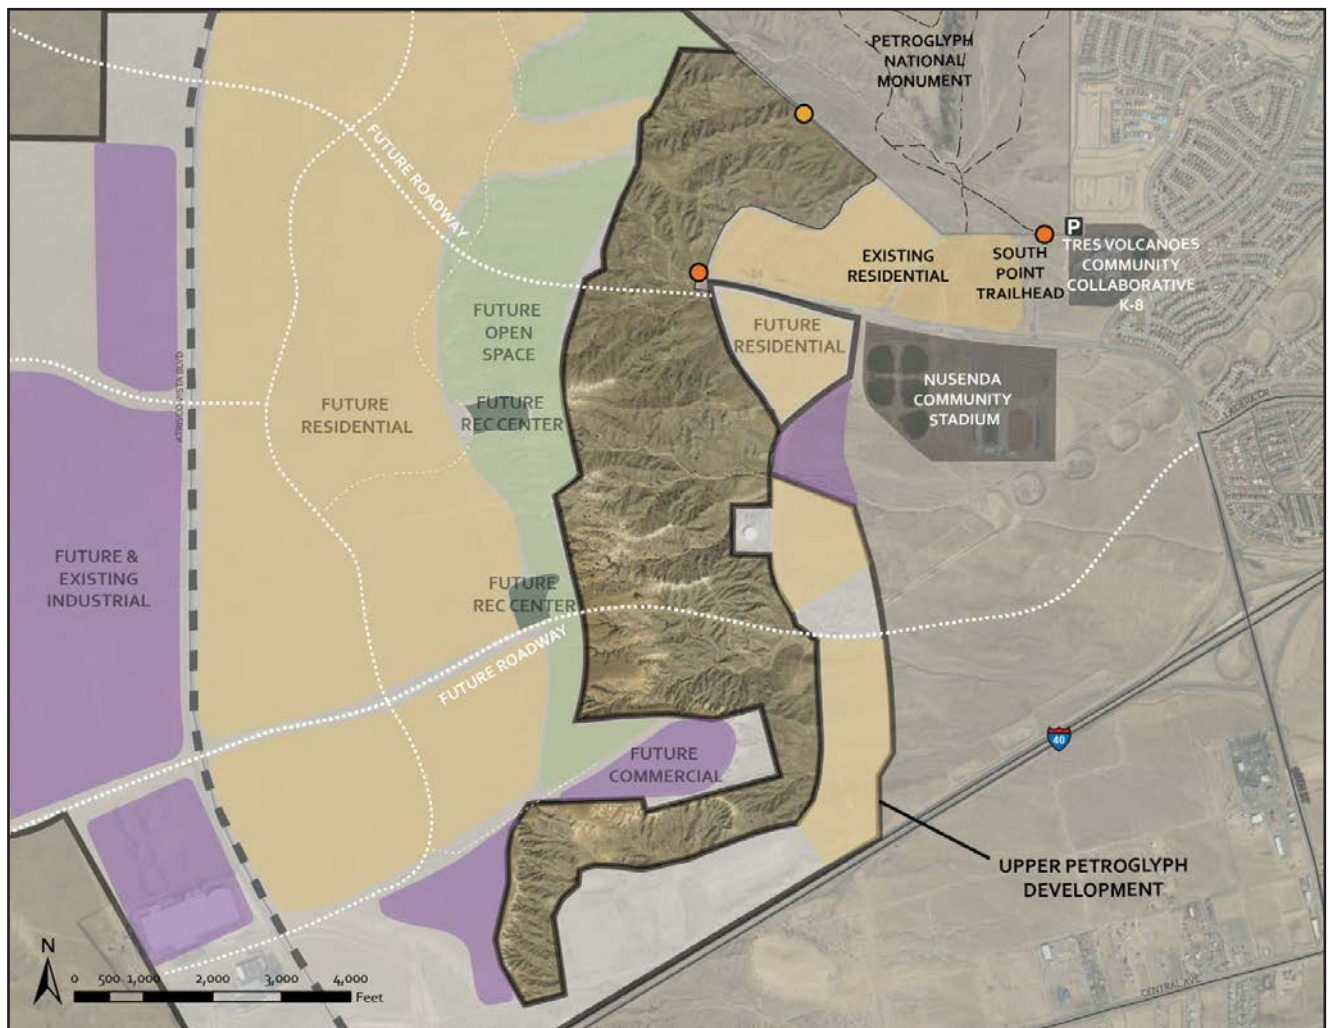 PETROGLYPH
NATIONAL
MONUMENT
FUTURE ROADWAY
P
TRES VOLCANOES
COMMUNITY
COLLABORATIVE
K-8
EXISTING
RESIDENTIAL
SOUTH
POINT
TRAILHEAD
FUTURE
OPEN
SPACE
FUTURE
RESIDENTIAL
ATRISCO VISTA BLVD
FUTURE
RESIDENTIAL
FUTURE
REC CENTER
NUSENDA
COMMUNITY
STADIUM
LADERA DR
FUTURE &
EXISTING
INDUSTRIAL
FUTURE
REC CENTER
FUTURE ROADWAY
40
FUTURE
COMMERCIAL
UPPER PETROGLYPH
DEVELOPMENT
N
0 500 1,000 2,000 3,000 4,000
Feet
CENTRAL AVE